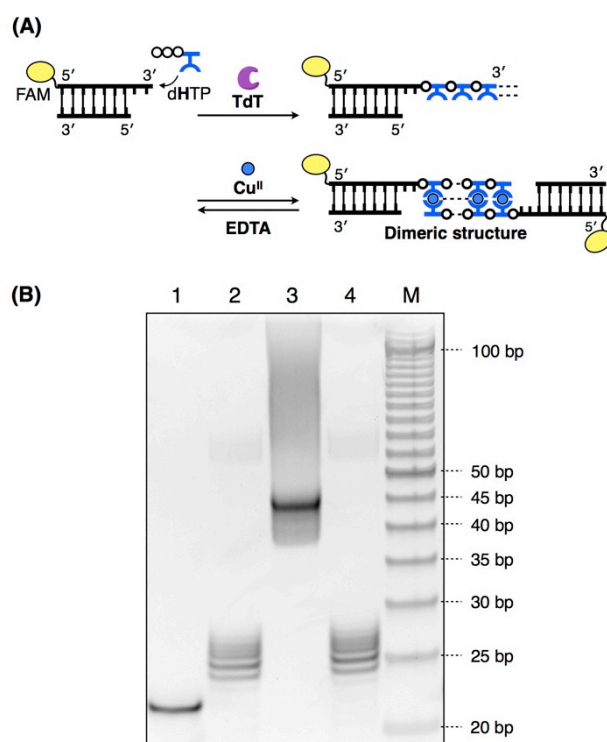 (A)
5′ 3′ dHTP
FAM
3′ 5′
TdT
5′ 3′
3′ 5′
Cu^II
EDTA
5′ 3′
3′ 5′
Dimeric structure
(B)
1 2 3 4 M
100 bp
50 bp
45 bp
40 bp
35 bp
30 bp
25 bp
20 bp